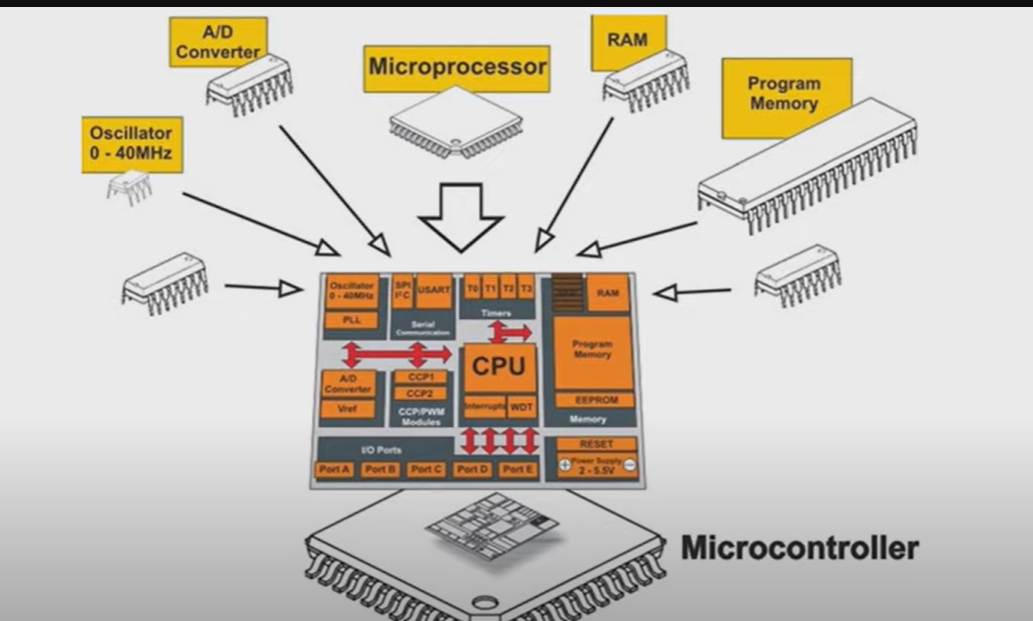 A/D
Converter
Microprocessor
RAM
Program
Memory
Oscillator
0 - 40MHz
Oscillator
0 - 40MHz
PLL
SPI
I²C
USART
Serial
Communication
T0
T1
T2
T3
Timers
RAM
CPU
Program
Memory
A/D
Converter
Vref
CCP1
CCP2
CCP/PWM
Modules
Interrupts
WDT
EEPROM
Memory
I/O Ports
Port A
Port B
Port C
Port D
Port E
RESET
Power Supply
2 - 5.5V
Microcontroller